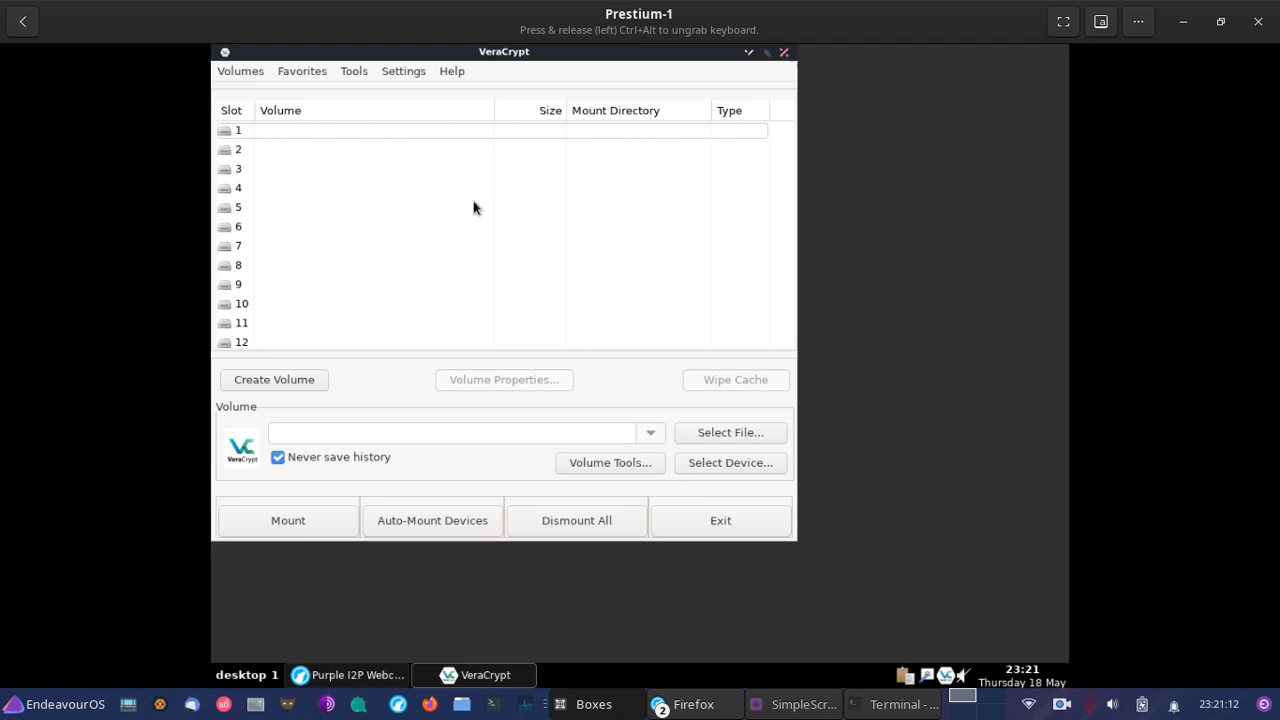 Prestium-1
Press & release (left) Ctrl+Alt to ungrab keyboard.
VeraCrypt
Volumes Favorites Tools Settings Help
Slot Volume Size Mount Directory Type
1
2
3
4
5
6
7
8
9
10
11
12
Create Volume Volume Properties... Wipe Cache
Volume
Select File...
VC
VeraCrypt
Never save history
Volume Tools... Select Device...
Mount Auto-Mount Devices Dismount All Exit
desktop 1 Purple I2P Webc... VeraCrypt
23:21
Thursday 18 May
EndeavourOS Boxes 2 Firefox SimpleScr... Terminal - ... 23:21:12